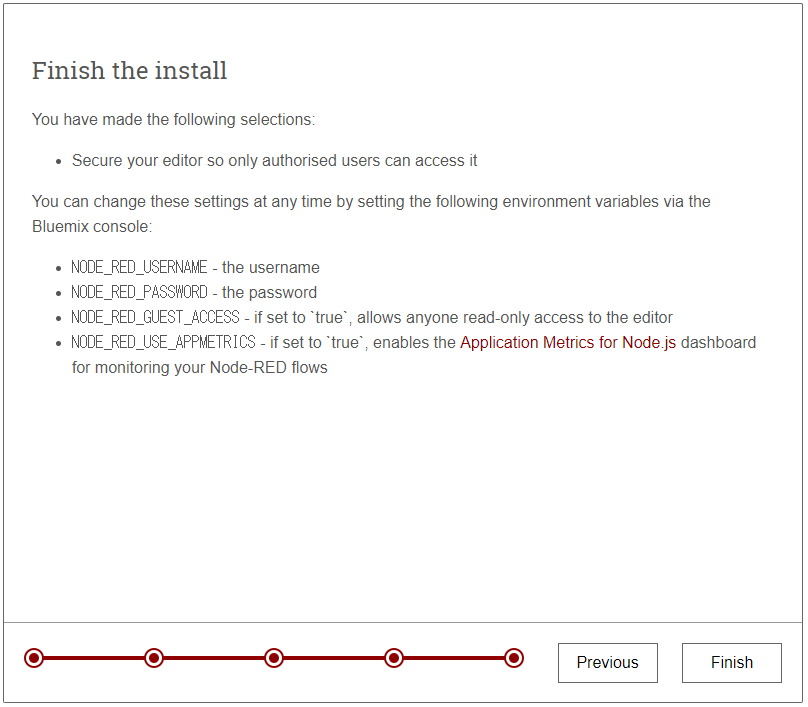 Finish the install
You have made the following selections:
• Secure your editor so only authorised users can access it
You can change these settings at any time by setting the following environment variables via the
Bluemix console:
• NODE_RED_USERNAME - the username
• NODE_RED_PASSWORD - the password
• NODE_RED_GUEST_ACCESS - if set to `true`, allows anyone read-only access to the editor
• NODE_RED_USE_APPMETRICS - if set to `true`, enables the Application Metrics for Node.js dashboard
for monitoring your Node-RED flows
Previous Finish